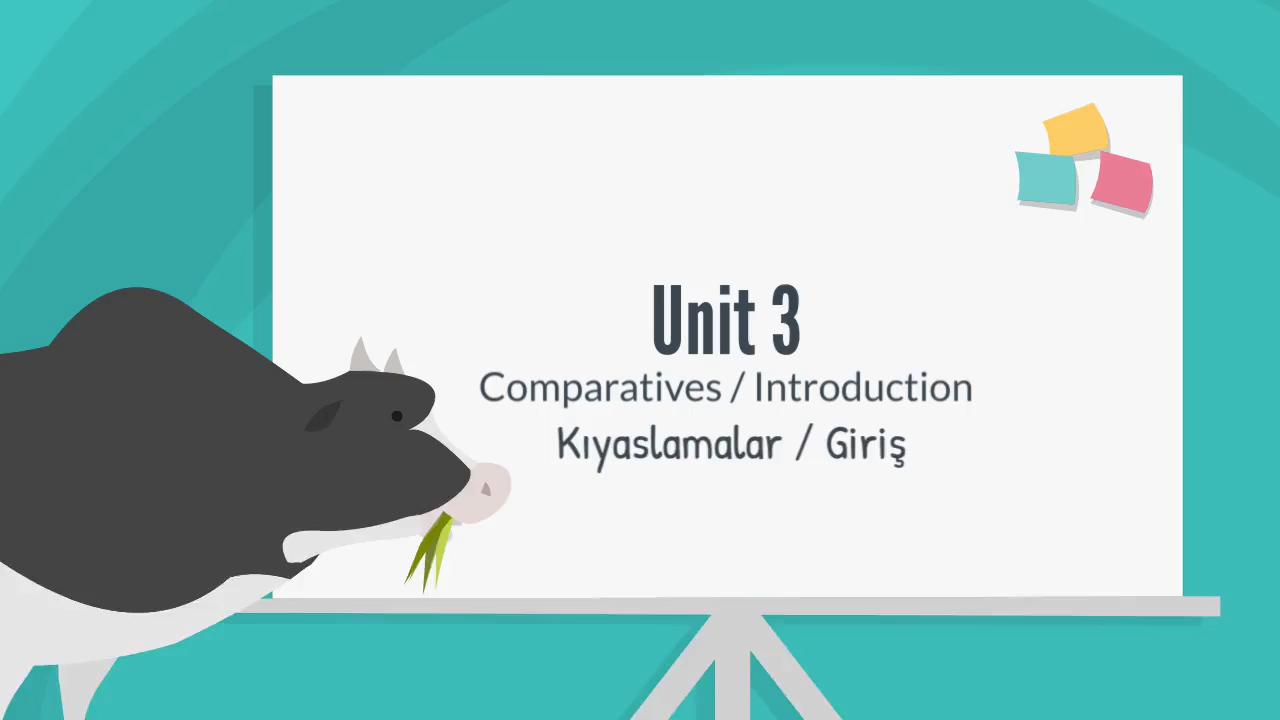 Unit 3
Comparatives / Introduction
Kıyaslamalar / Giriş